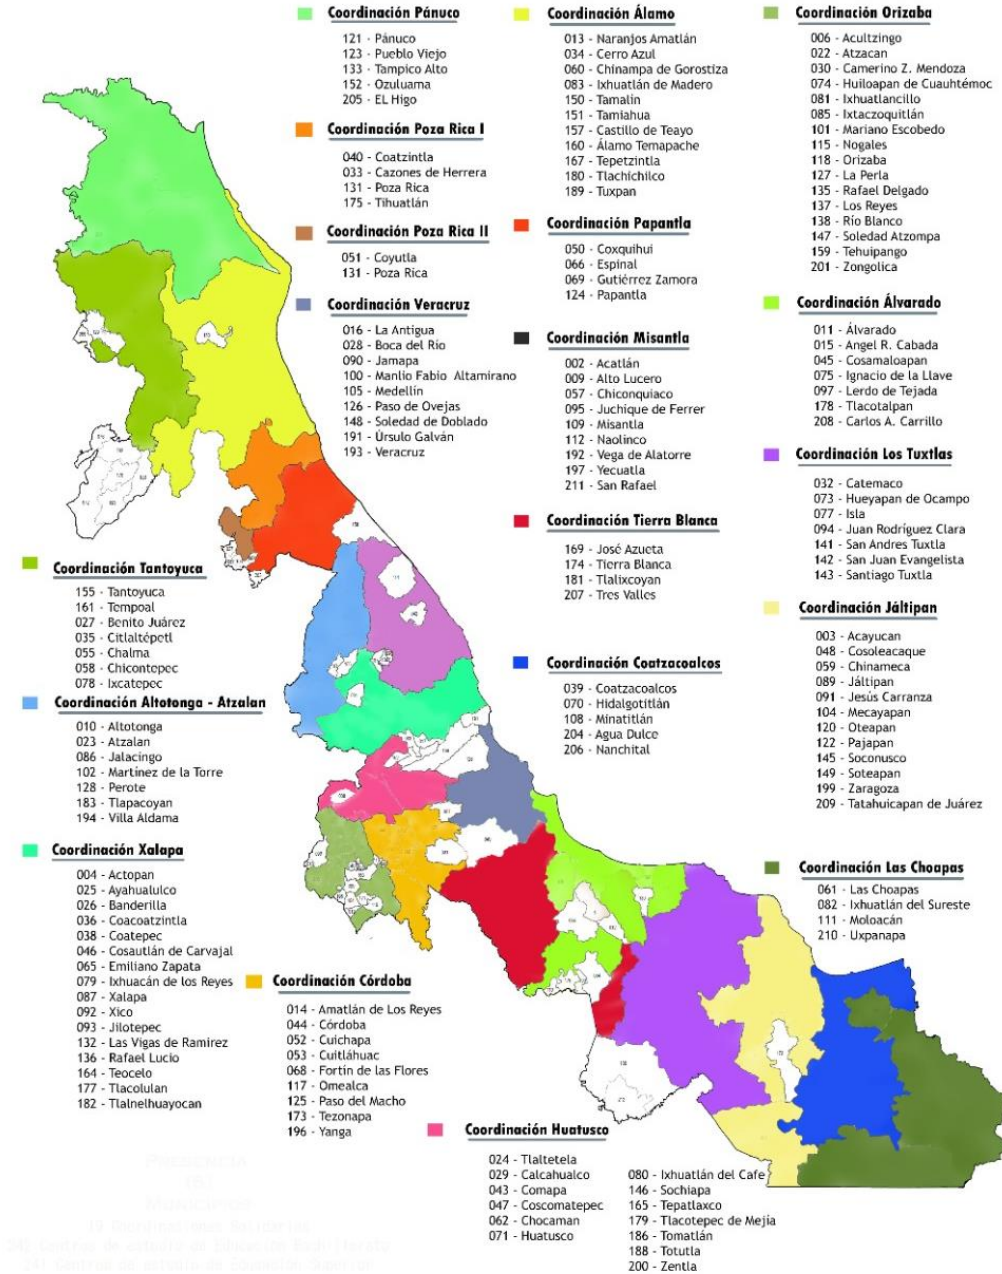 Coordinación Pánuco
121 - Pánuco
123 - Pueblo Viejo
133 - Tampico Alto
152 - Ozuluama
205 - EL Higo
Coordinación Poza Rica I
040 - Coatzintla
033 - Cazones de Herrera
131 - Poza Rica
175 - Tihuatlán
Coordinación Poza Rica II
051 - Coyutla
131 - Poza Rica
Coordinación Veracruz
016 - La Antigua
028 - Boca del Río
090 - Jamapa
100 - Manlio Fabio Altamirano
105 - Medellín
126 - Paso de Ovejas
148 - Soledad de Doblado
191 - Úrsulo Galván
193 - Veracruz
Coordinación Álamo
013 - Naranjos Amatlán
034 - Cerro Azul
060 - Chinampa de Gorostiza
083 - Ixhuatlán de Madero
150 - Tamalin
151 - Tamiahua
157 - Castillo de Teayo
160 - Álamo Temapache
167 - Tepetzintla
180 - Tlachichilco
189 - Tuxpan
Coordinación Papantla
050 - Coxquihui
066 - Espinal
069 - Gutiérrez Zamora
124 - Papantla
Coordinación Misantla
002 - Acatlán
009 - Alto Lucero
057 - Chiconquiaco
095 - Juchique de Ferrer
109 - Misantla
112 - Naolinco
192 - Vega de Alatorre
197 - Yecuatla
211 - San Rafael
Coordinación Tierra Blanca
169 - José Azueta
174 - Tierra Blanca
181 - Tlalixcoyan
207 - Tres Valles
Coordinación Coatzacoalcos
039 - Coatzacoalcos
070 - Hidalgotitlán
108 - Minatitlán
204 - Agua Dulce
206 - Nanchital
Coordinación Orizaba
006 - Acultzingo
022 - Atzacan
030 - Camerino Z. Mendoza
074 - Huiloapan de Cuauhtémoc
081 - Ixhuatlancillo
085 - Ixtaczoquitlán
101 - Mariano Escobedo
115 - Nogales
118 - Orizaba
127 - La Perla
135 - Rafael Delgado
137 - Los Reyes
138 - Río Blanco
147 - Soledad Atzompa
159 - Tehuipango
201 - Zongolica
Coordinación Álvarado
011 - Álvarado
015 - Angel R. Cabada
045 - Cosamaloapan
075 - Ignacio de la Llave
097 - Lerdo de Tejada
178 - Tlacotalpan
208 - Carlos A. Carrillo
Coordinación Los Tuxtlas
032 - Catemaco
073 - Hueyapan de Ocampo
077 - Isla
094 - Juan Rodríguez Clara
141 - San Andres Tuxtla
142 - San Juan Evangelista
143 - Santiago Tuxtla
Coordinación Jáltipan
003 - Acayucan
048 - Cosoleacaque
059 - Chinameca
089 - Jáltipan
091 - Jesús Carranza
104 - Mecayapan
120 - Oteapan
122 - Pajapan
145 - Soconusco
149 - Soteapan
199 - Zaragoza
209 - Tatahuicapan de Juárez
Coordinación Las Choapas
061 - Las Choapas
082 - Ixhuatlán del Sureste
111 - Moloacán
210 - Uxpanapa
Coordinación Tantoyuca
155 - Tantoyuca
161 - Tempoal
027 - Benito Juárez
035 - Citlaltépetl
055 - Chalma
058 - Chicontepec
078 - Ixcatepec
Coordinación Altotonga - Atzalan
010 - Altotonga
023 - Atzalan
086 - Jalacingo
102 - Martínez de la Torre
128 - Perote
183 - Tlapacoyan
194 - Villa Aldama
Coordinación Xalapa
004 - Actopan
025 - Ayahualulco
026 - Banderilla
036 - Coacoatzintla
038 - Coatepec
046 - Cosautlán de Carvajal
065 - Emiliano Zapata
079 - Ixhuacán de los Reyes
087 - Xalapa
092 - Xico
093 - Jilotepec
132 - Las Vigas de Ramirez
136 - Rafael Lucio
164 - Teocelo
177 - Tlacolulan
182 - Tlalnelhuayocan
Coordinación Córdoba
014 - Amatlán de Los Reyes
044 - Córdoba
052 - Cuichapa
053 - Cuitláhuac
068 - Fortín de las Flores
117 - Omealca
125 - Paso del Macho
173 - Tezonapa
196 - Yanga
Coordinación Huatusco
024 - Tlaltetela
029 - Calcahualco
043 - Comapa
047 - Coscomatepec
062 - Chocaman
071 - Huatusco
080 - Ixhuatlán del Cafe
146 - Sochiapa
165 - Tepatlaxco
179 - Tlacotepec de Mejía
186 - Tomatlán
188 - Totutla
200 - Zentla